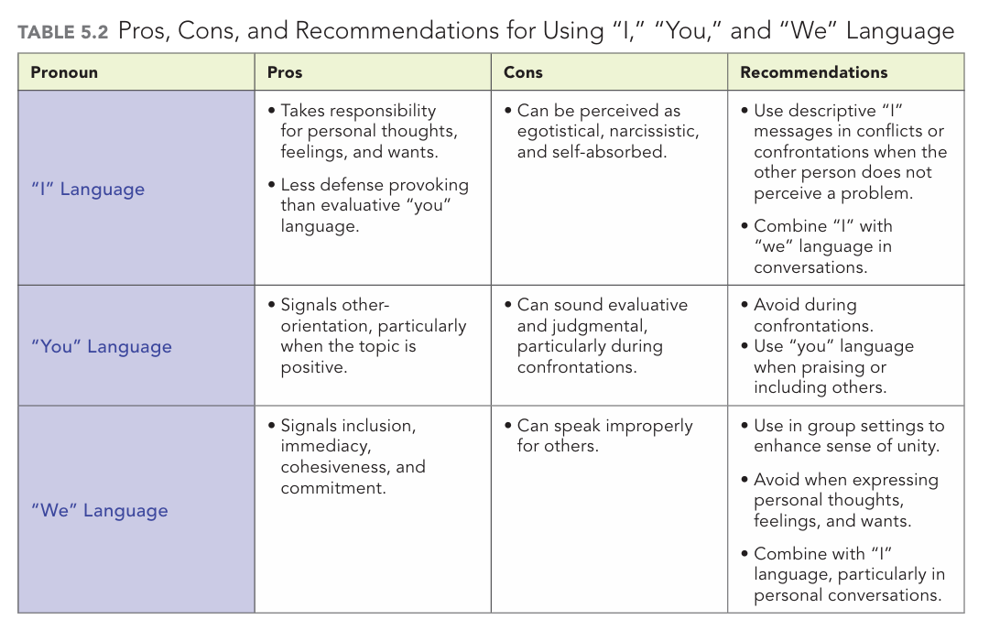 TABLE 5.2 Pros, Cons, and Recommendations for Using “I,” “You,” and “We” Language
Pronoun
Pros
Cons
Recommendations
“I” Language
• Takes responsibility
for personal thoughts,
feelings, and wants.
• Less defense provoking
than evaluative “you”
language.
• Can be perceived as
egotistical, narcissistic,
and self-absorbed.
• Use descriptive “I”
messages in conflicts or
confrontations when the
other person does not
perceive a problem.
• Combine “I” with
“we” language in
conversations.
“You” Language
• Signals other-
orientation, particularly
when the topic is
positive.
• Can sound evaluative
and judgmental,
particularly during
confrontations.
• Avoid during
confrontations.
• Use “you” language
when praising or
including others.
“We” Language
• Signals inclusion,
immediacy,
cohesiveness, and
commitment.
• Can speak improperly
for others.
• Use in group settings to
enhance sense of unity.
• Avoid when expressing
personal thoughts,
feelings, and wants.
• Combine with “I”
language, particularly in
personal conversations.